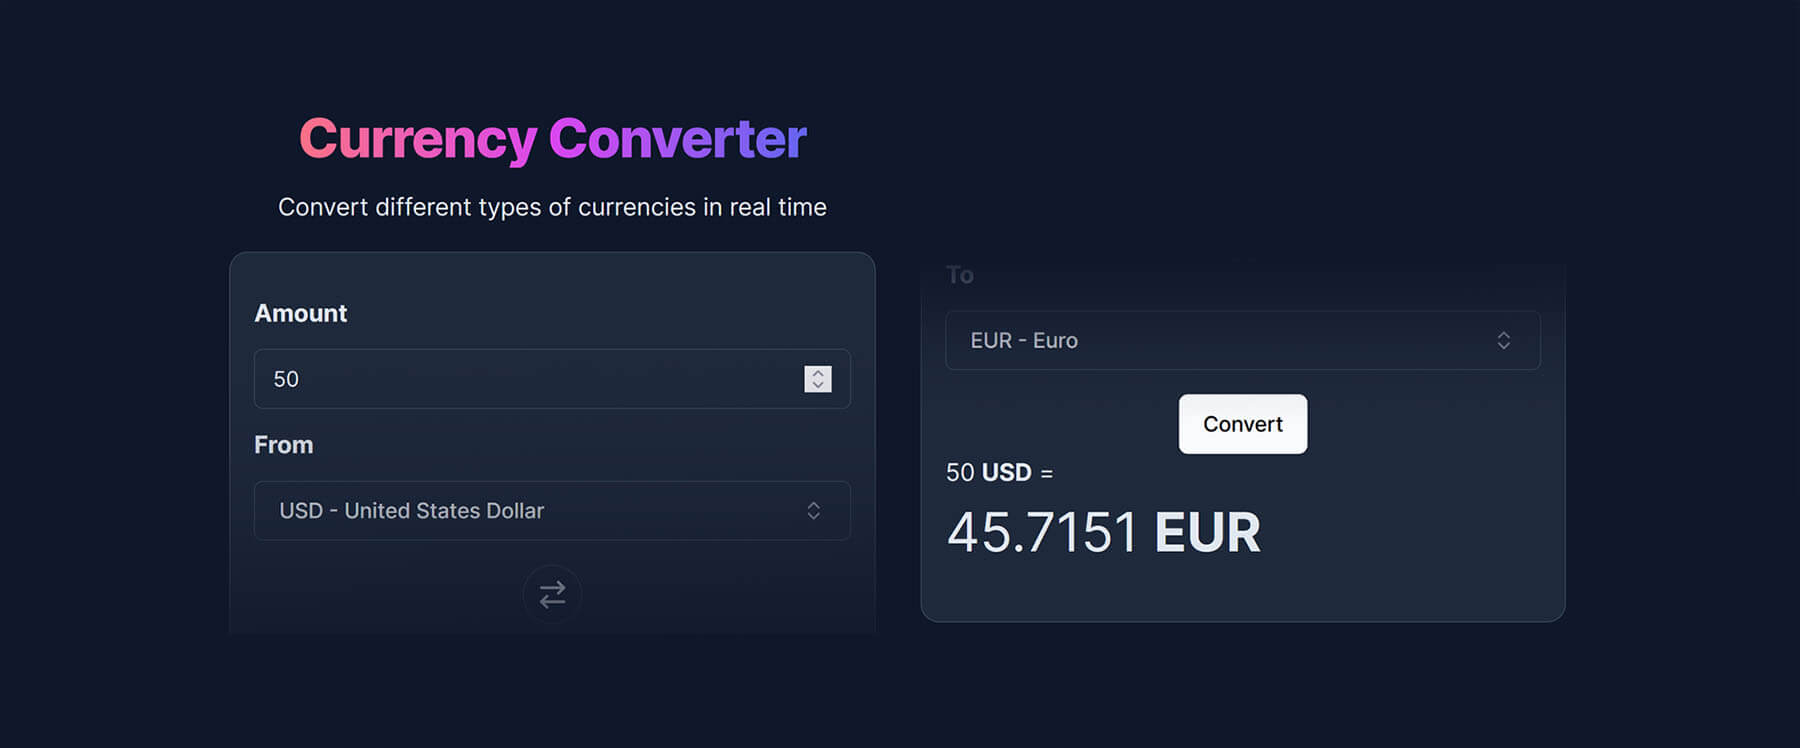 Currency Converter
Convert different types of currencies in real time
Amount
50
From
USD - United States Dollar
To
EUR - Euro
Convert
50 USD =
45.7151 EUR